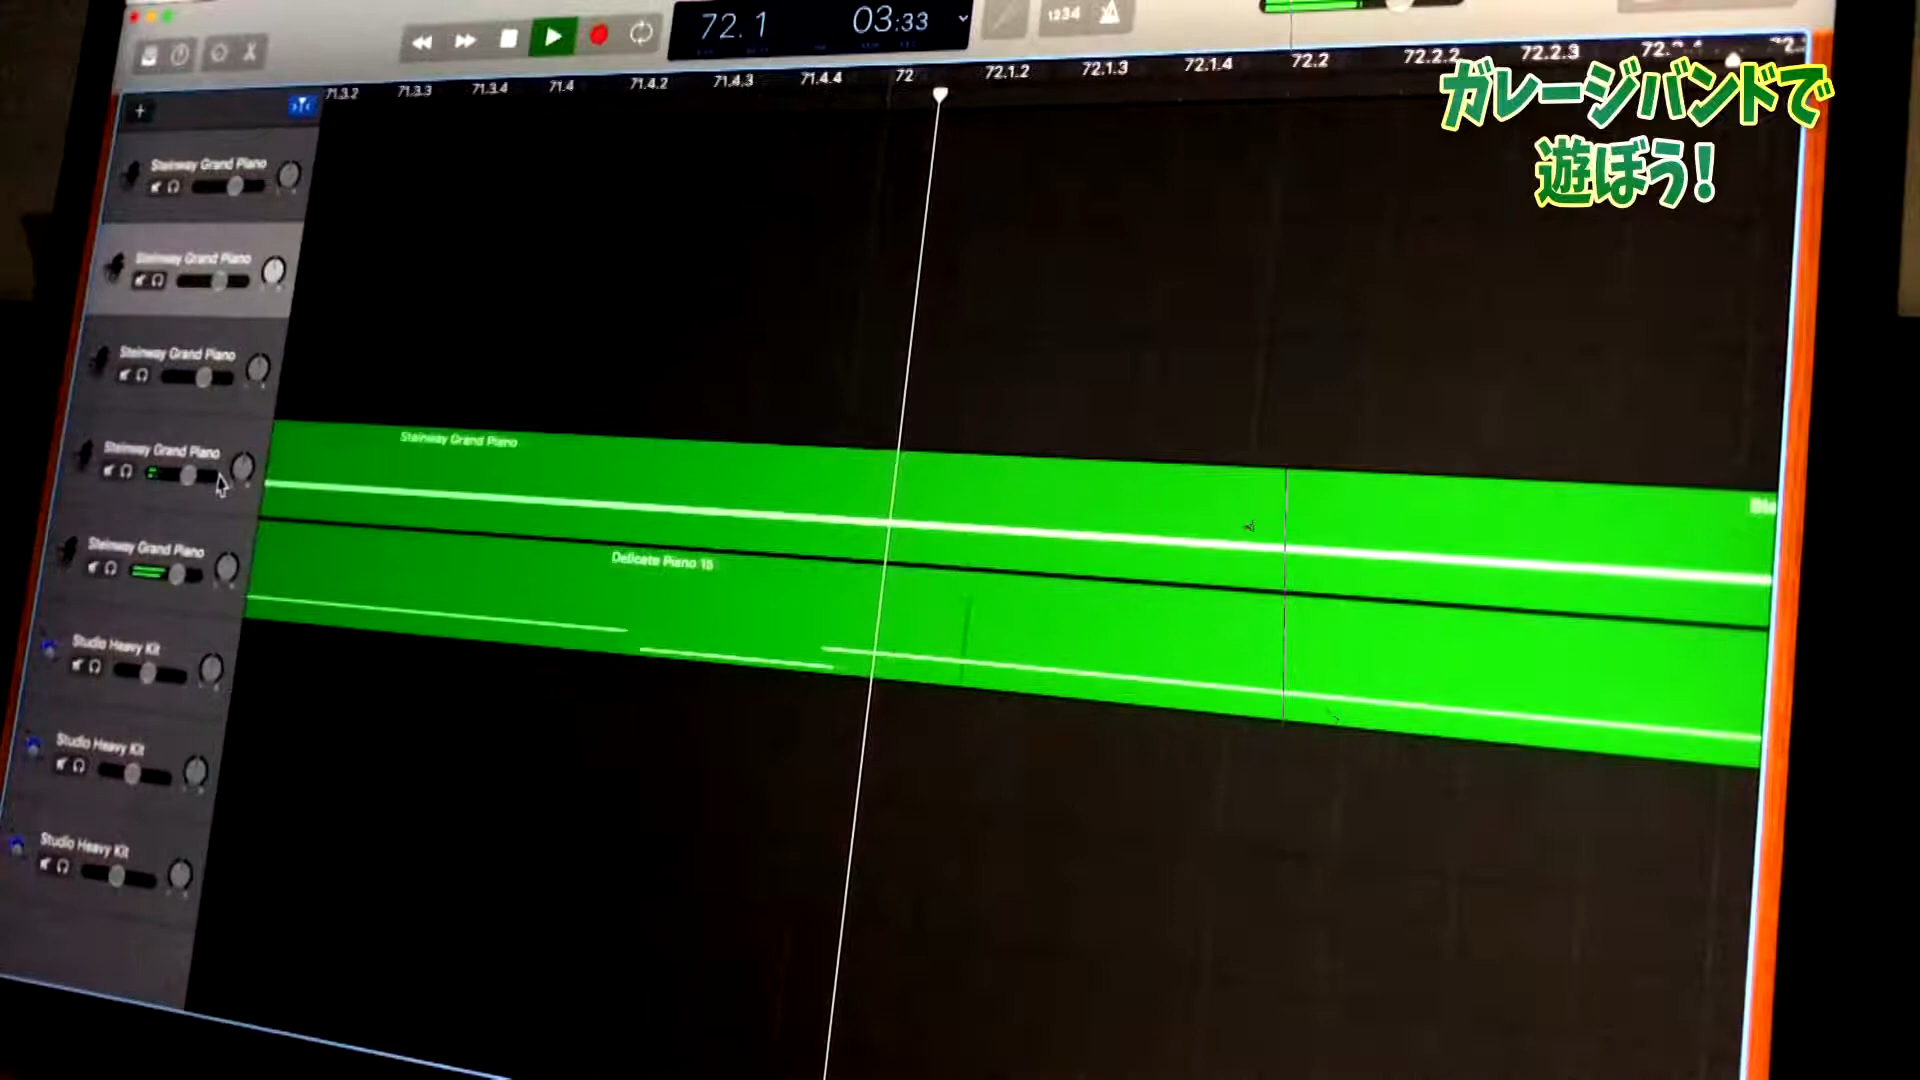 72.1 03:33
1234
71.3.2 71.3.3 71.3.4 71.4 71.4.2 71.4.3 71.4.4 72 72.1.2 72.1.3 72.1.4 72.2 72.2.2 72.2.3
ガレージバンドで
遊ぼう!
Steinway Grand Piano
Steinway Grand Piano
Steinway Grand Piano
Steinway Grand Piano
Steinway Grand Piano
Steinway Grand Piano
Delicate Piano 15
Studio Heavy Kit
Studio Heavy Kit
Studio Heavy Kit